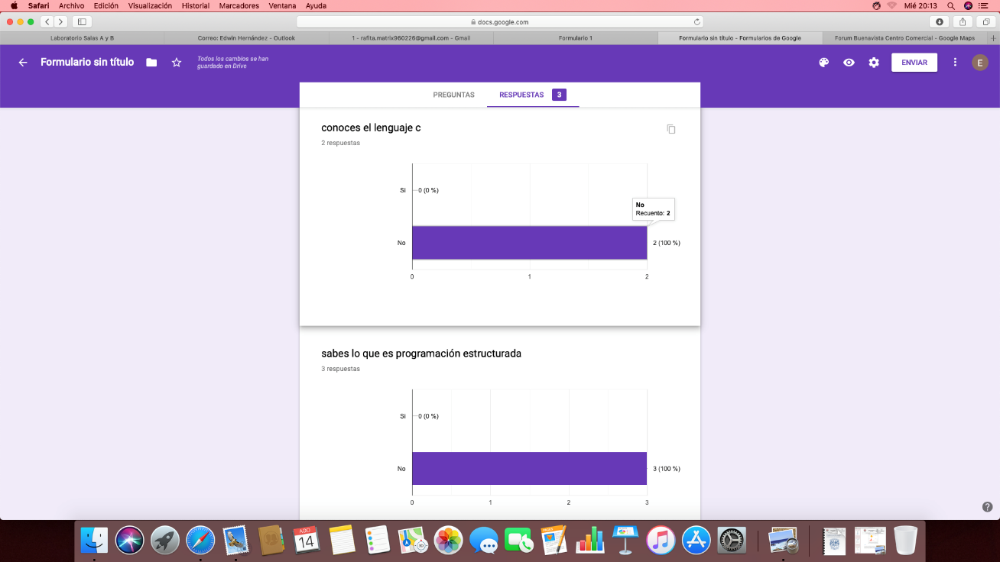 Safari Archivo Edición Visualización Historial Marcadores Ventana Ayuda Mié 20:13
docs.google.com
Laboratorio Salas A y B Correo: Edwin Hernández - Outlook 1 - rafita.matrix960226@gmail.com - Gmail Formulario 1 Formulario sin título - Formularios de Google Forum Buenavista Centro Comercial - Google Maps
Formulario sin título
Todos los cambios se han
guardado en Drive
ENVIAR
E
PREGUNTAS RESPUESTAS 3
conoces el lenguaje c
2 respuestas
Si 0 (0 %)
No
Recuento: 2
No 2 (100 %)
0 1 2
sabes lo que es programación estructurada
3 respuestas
Si 0 (0 %)
No 3 (100 %)
0 1 2 3
AGO
14